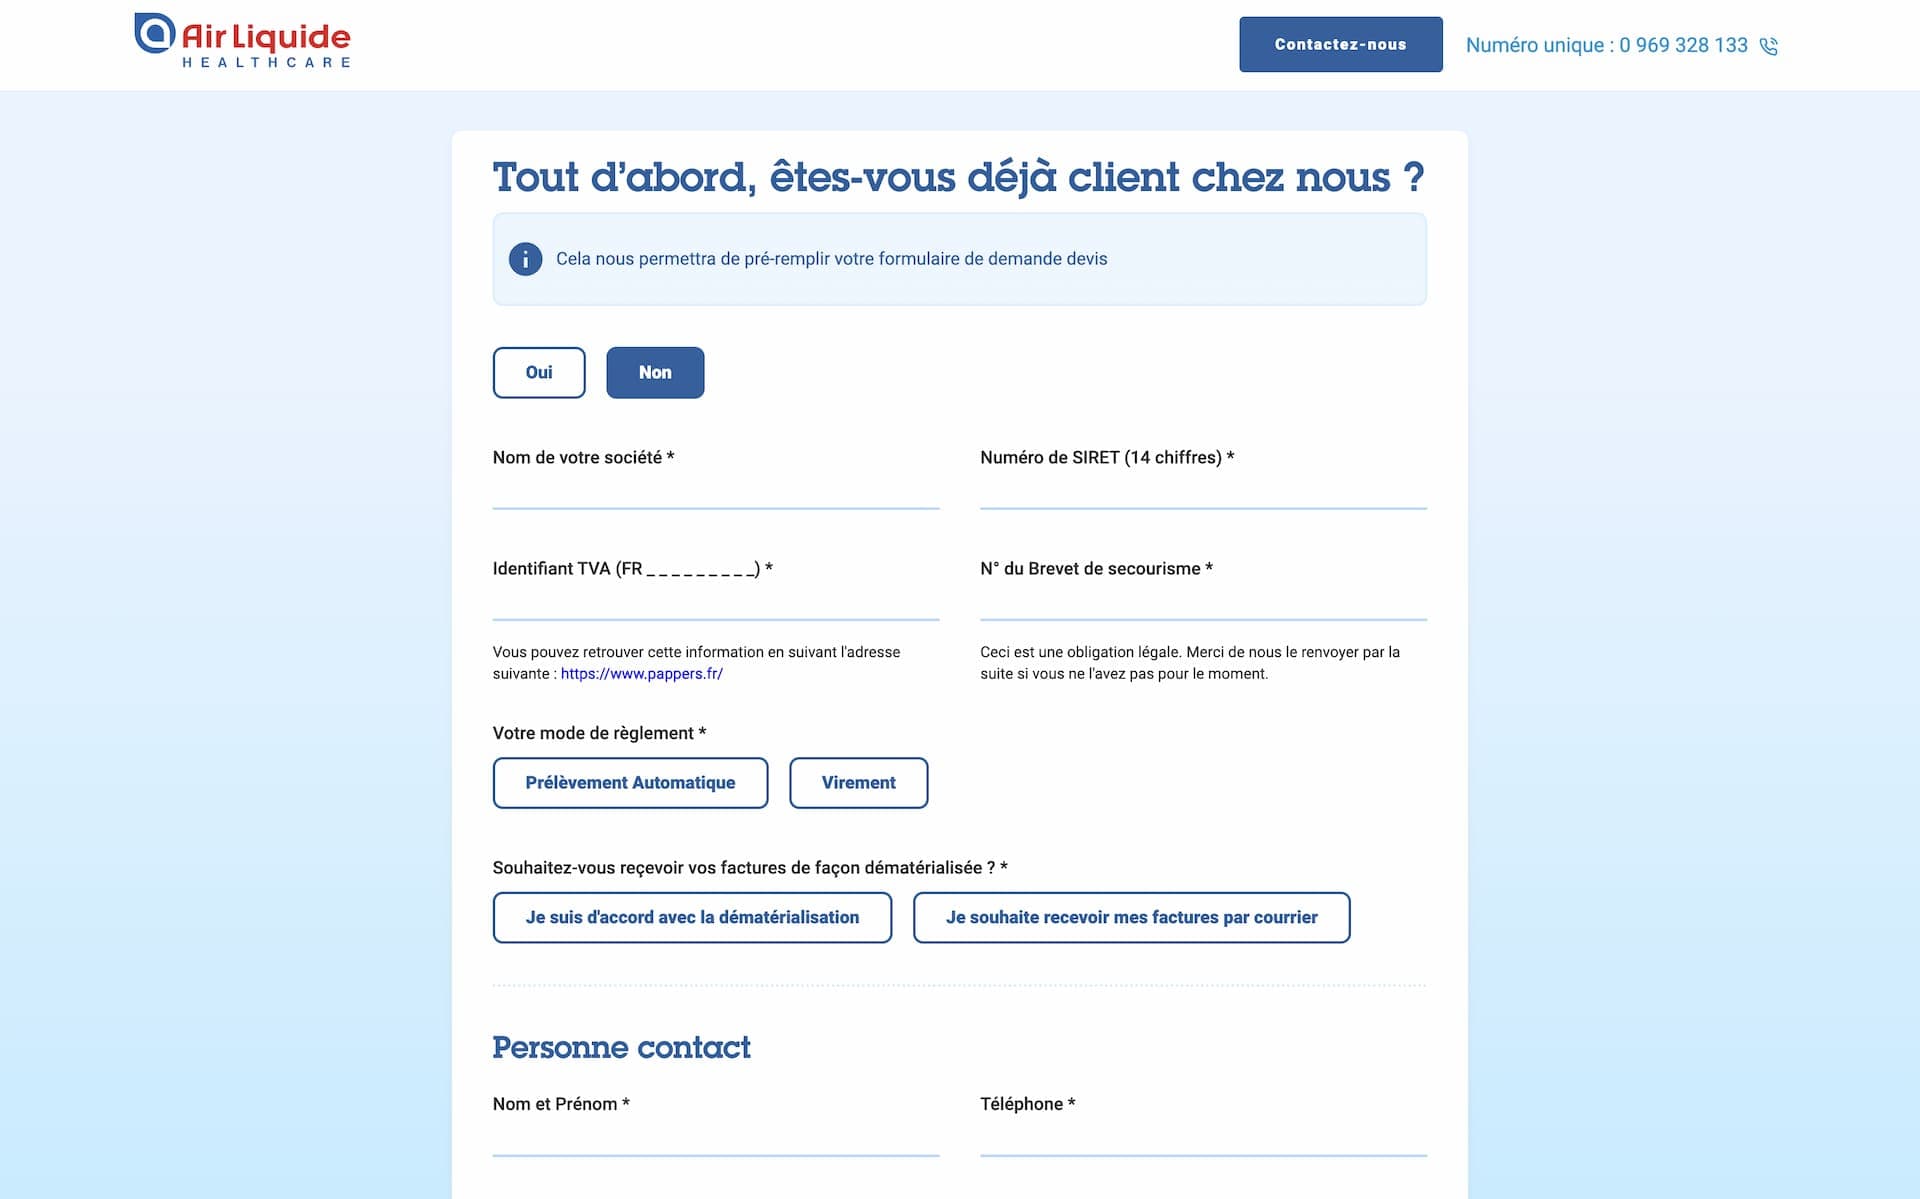 Air Liquide
HEALTHCARE
Contactez-nous
Numéro unique : 0 969 328 133
Tout d’abord, êtes-vous déjà client chez nous ?
i
Cela nous permettra de pré-remplir votre formulaire de demande devis
Oui
Non
Nom de votre société *
Numéro de SIRET (14 chiffres) *
Identifiant TVA (FR _ _ _ _ _ _ _ _ _) *
N° du Brevet de secourisme *
Vous pouvez retrouver cette information en suivant l'adresse
suivante : https://www.pappers.fr/
Ceci est une obligation légale. Merci de nous le renvoyer par la
suite si vous ne l'avez pas pour le moment.
Votre mode de règlement *
Prélèvement Automatique
Virement
Souhaitez-vous reçevoir vos factures de façon dématérialisée ? *
Je suis d'accord avec la dématérialisation
Je souhaite recevoir mes factures par courrier
Personne contact
Nom et Prénom *
Téléphone *